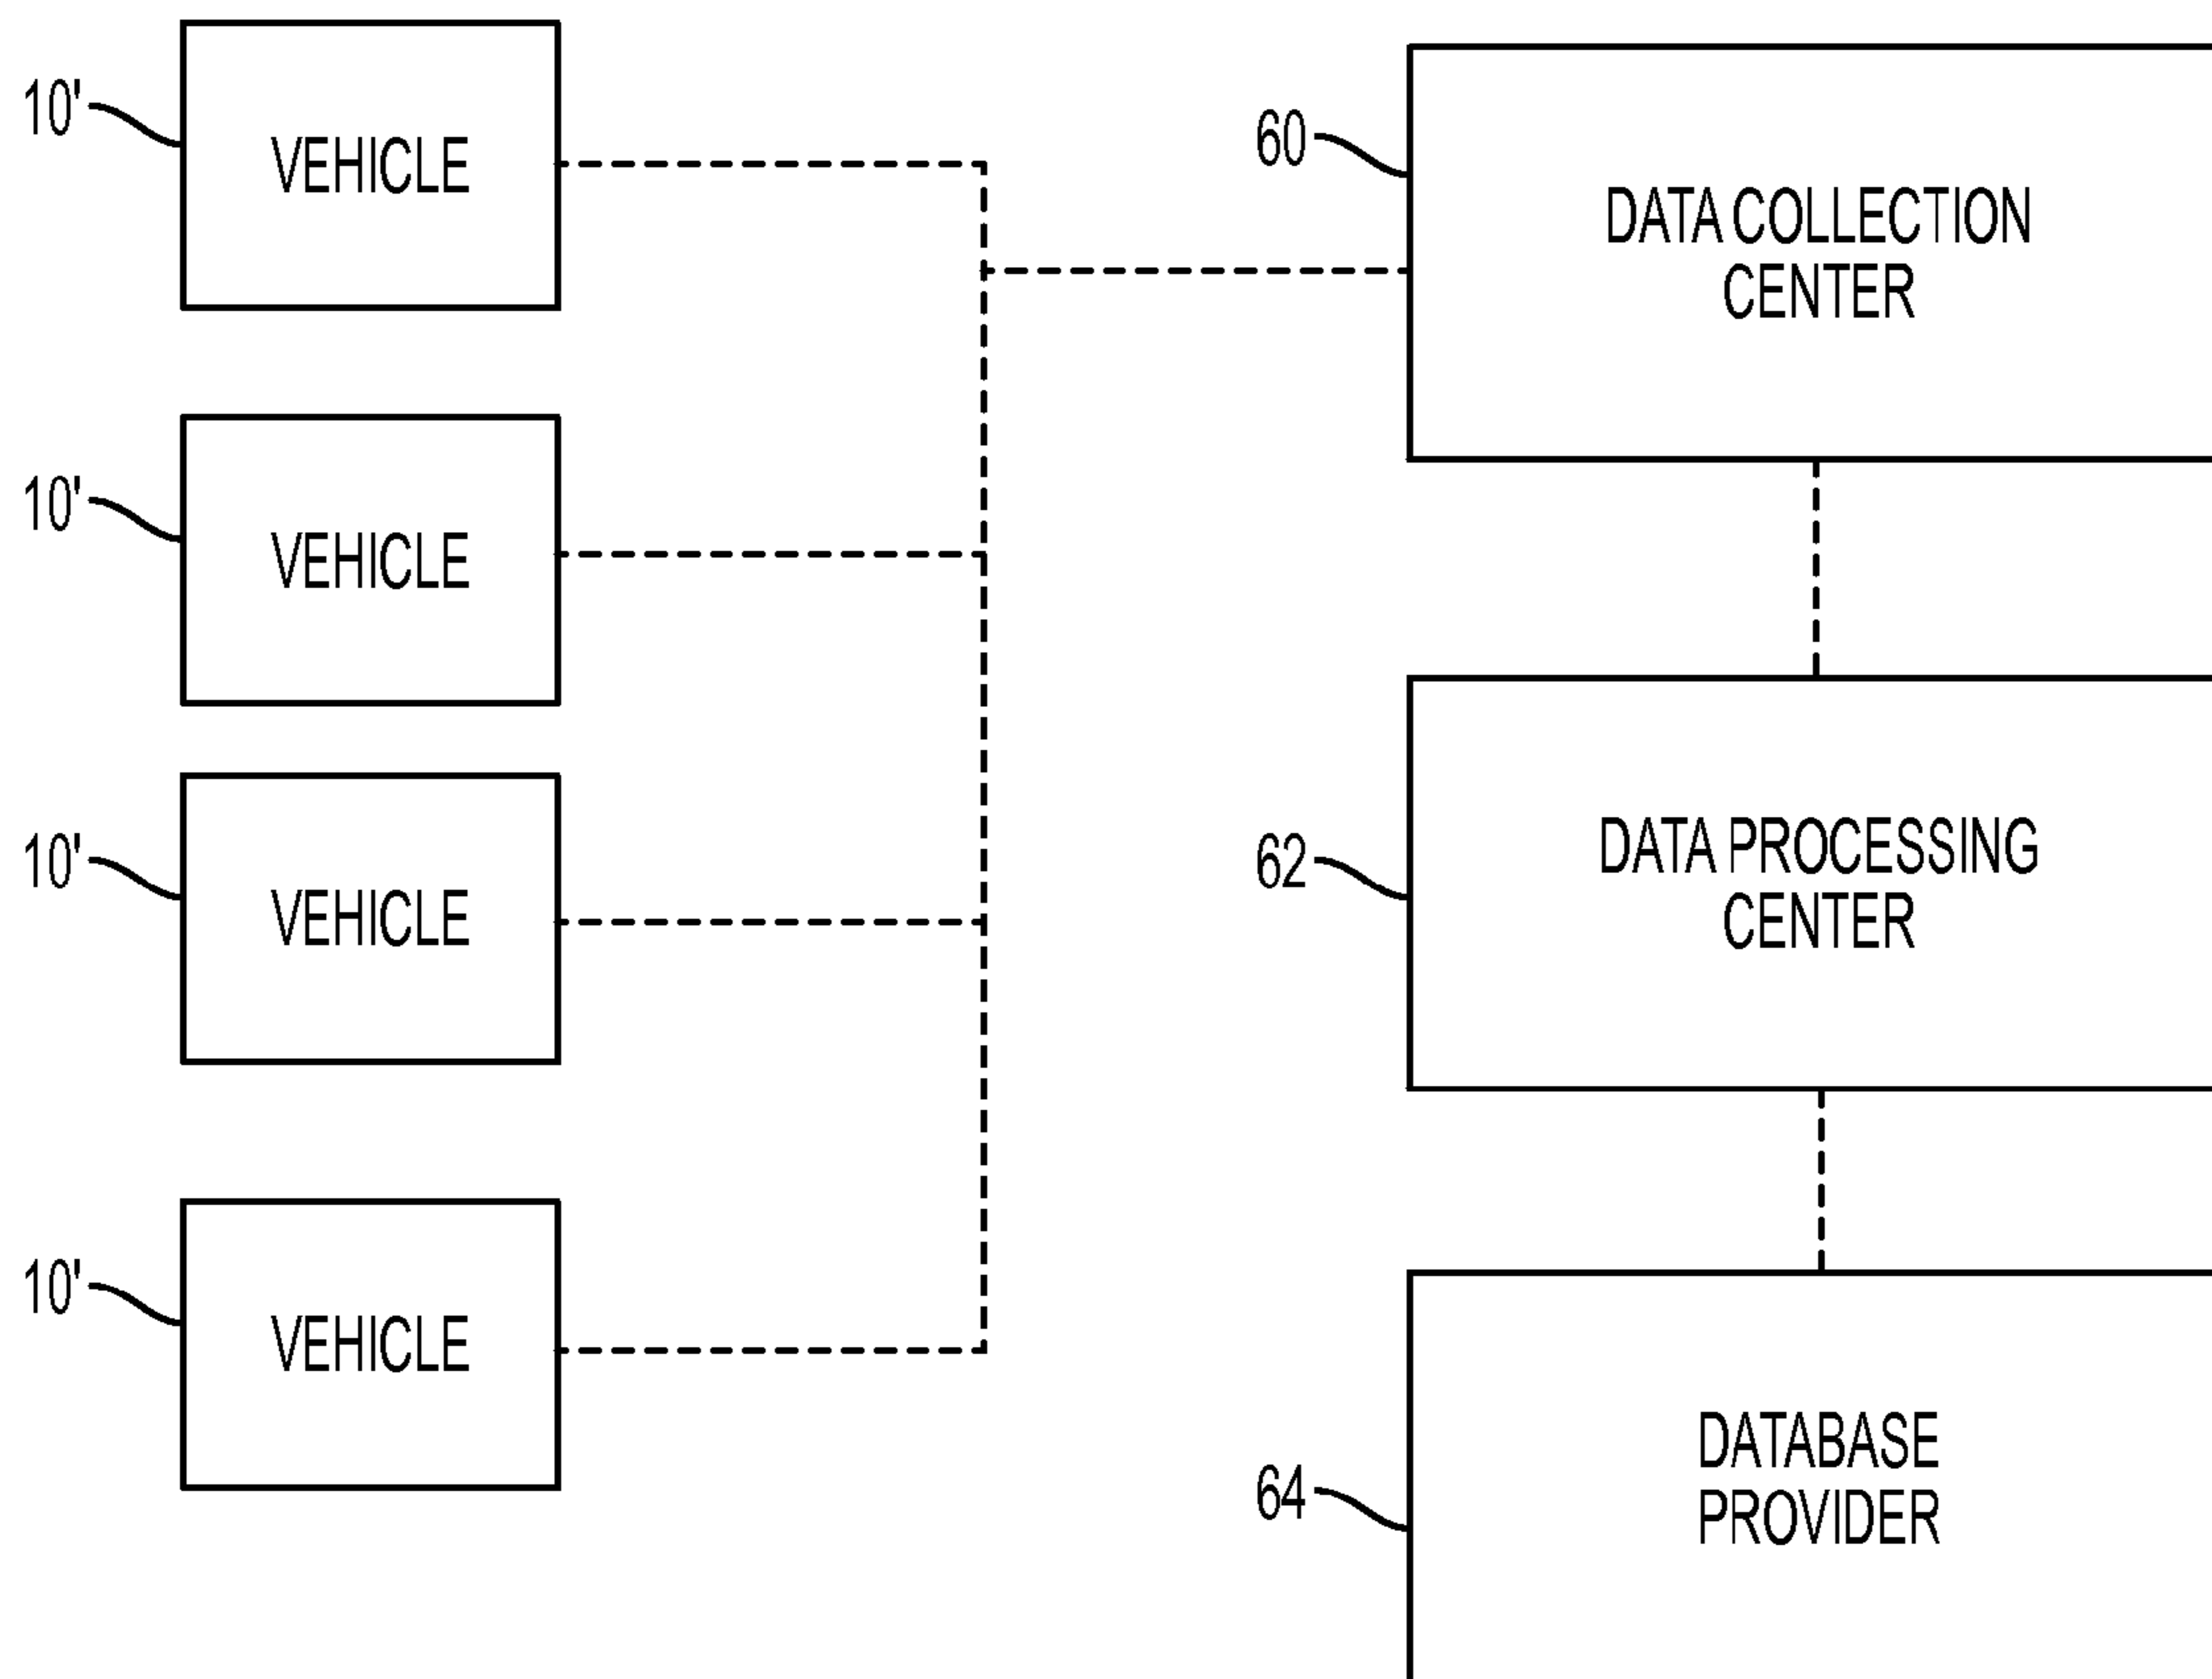 10'
VEHICLE
10'
VEHICLE
10'
VEHICLE
10'
VEHICLE
60
DATA COLLECTION
CENTER
62
DATA PROCESSING
CENTER
64
DATABASE
PROVIDER